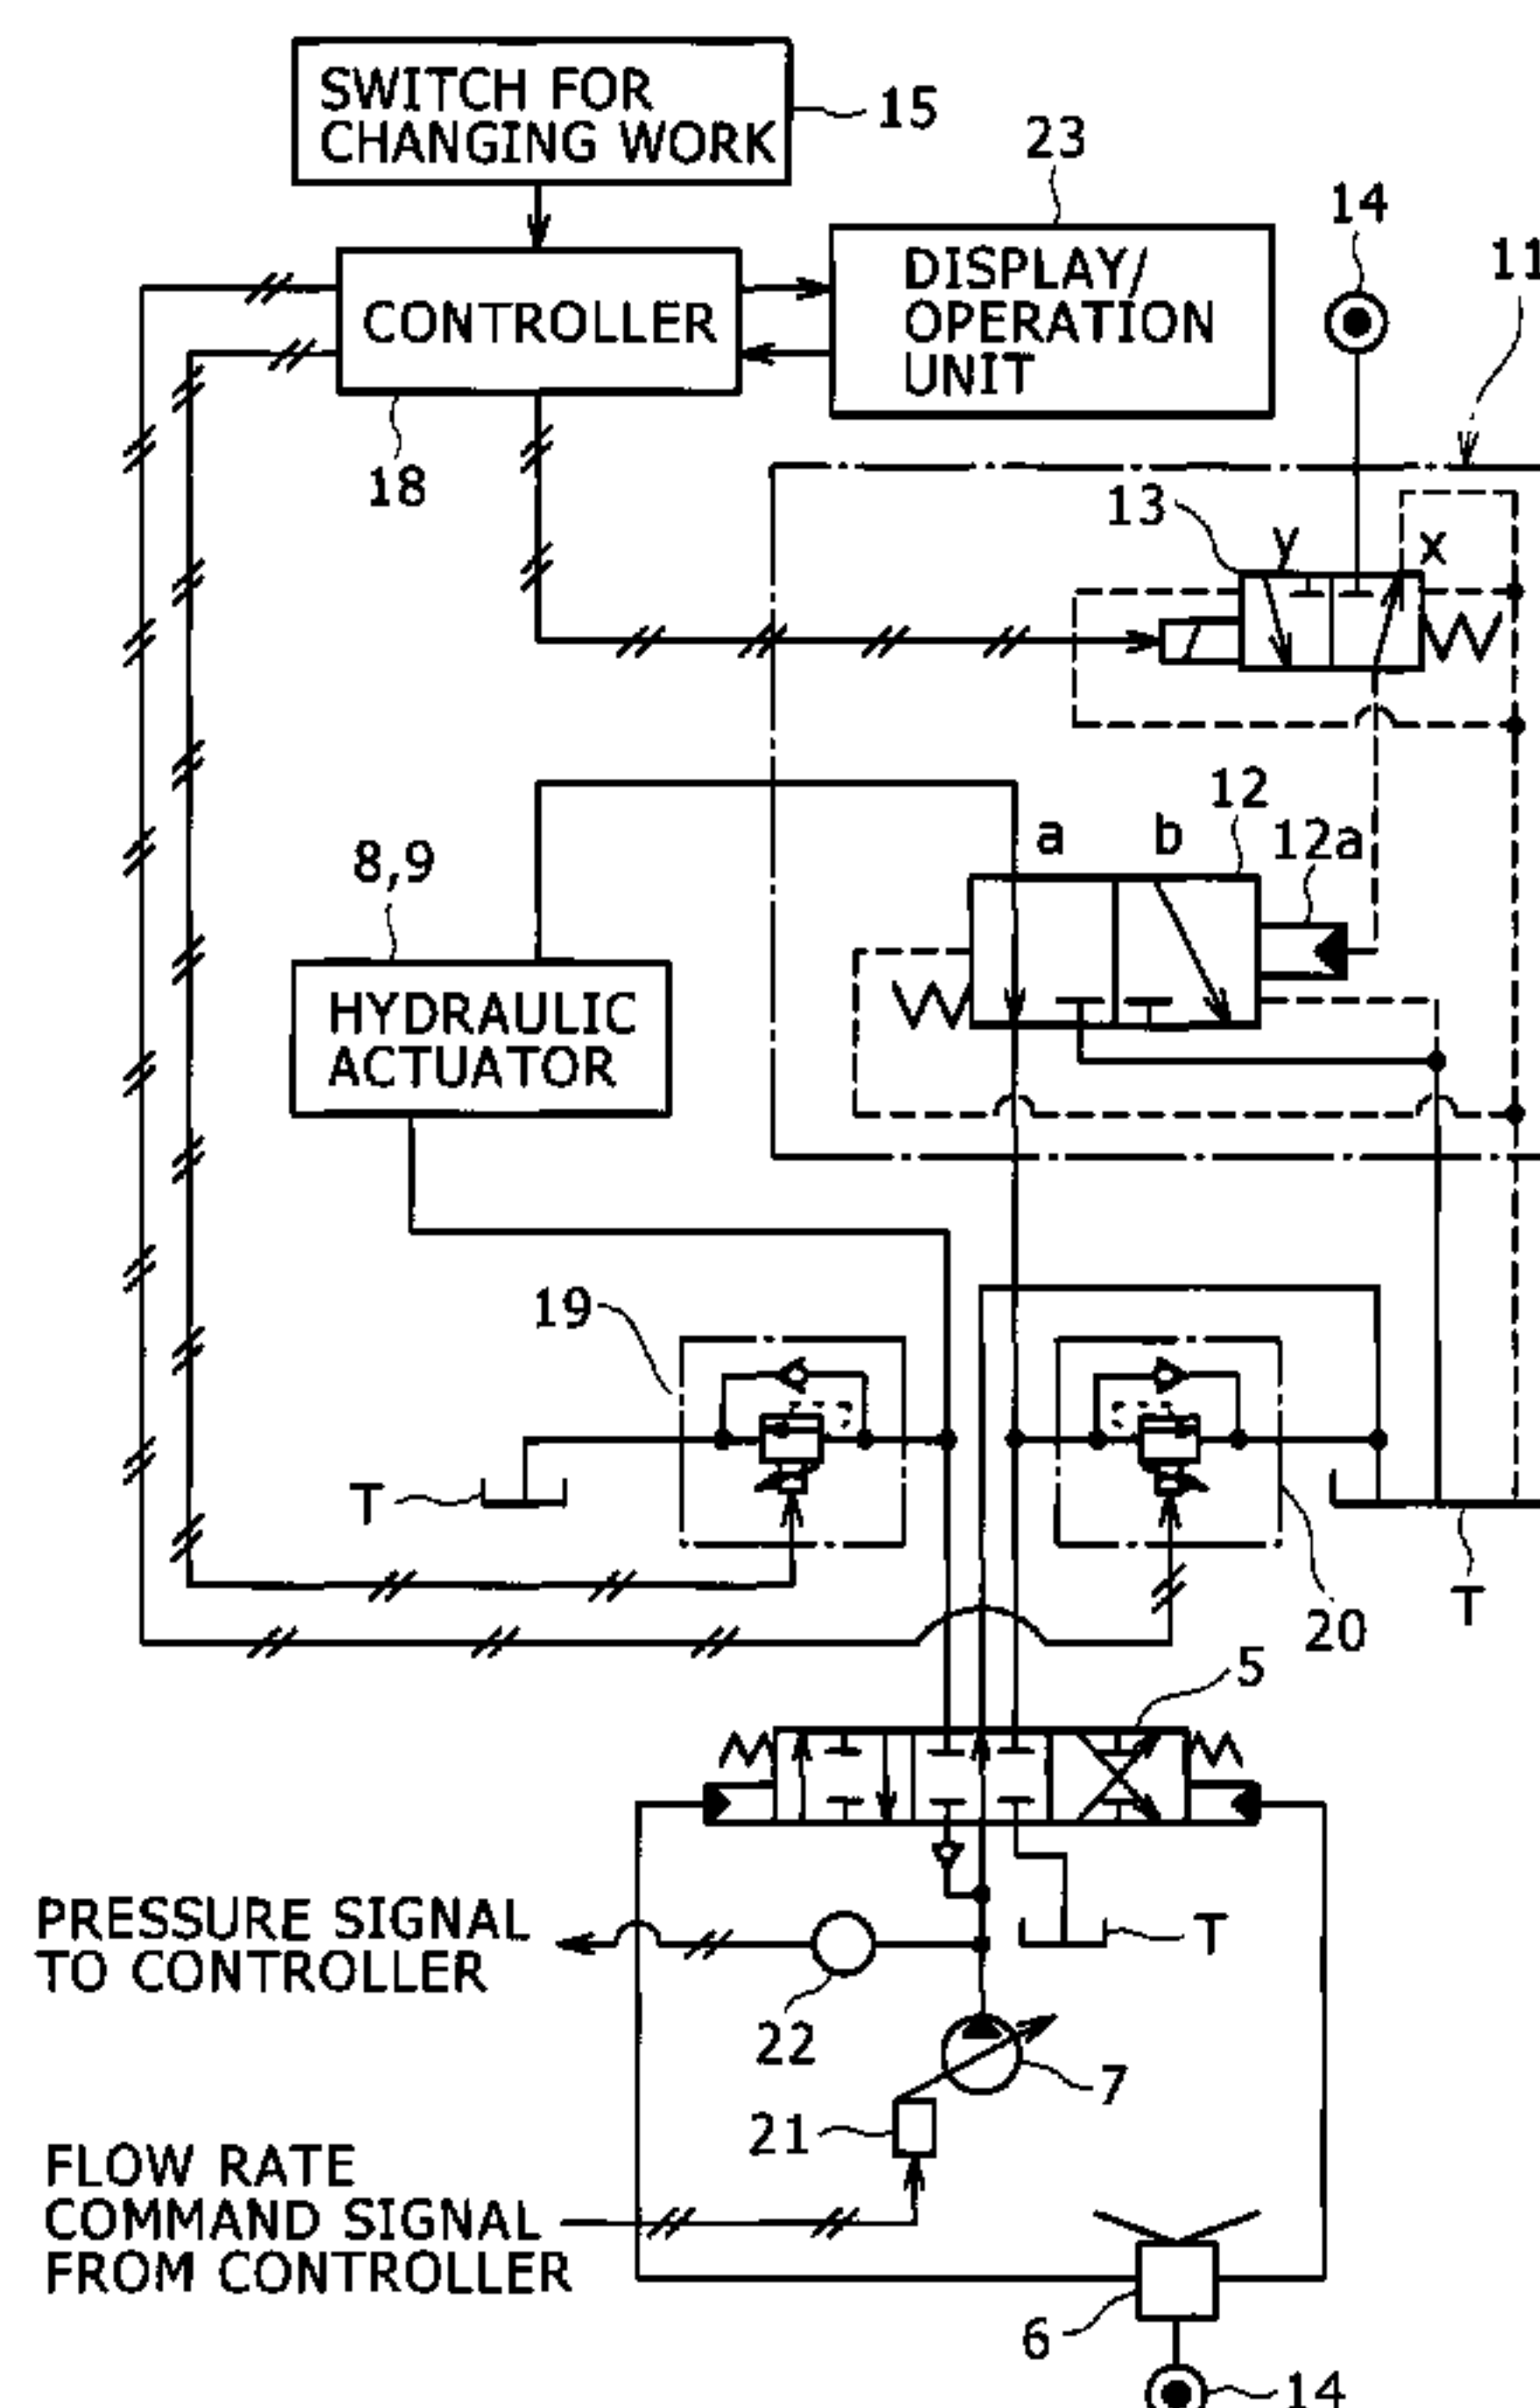 SWITCH FOR
CHANGING WORK
15
23
14
11
CONTROLLER
DISPLAY/
OPERATION
UNIT
18
13
y
x
12
a
b
12a
8,9
HYDRAULIC
ACTUATOR
19
T
20
T
5
PRESSURE SIGNAL
TO CONTROLLER
T
22
7
21
FLOW RATE
COMMAND SIGNAL
FROM CONTROLLER
6
14